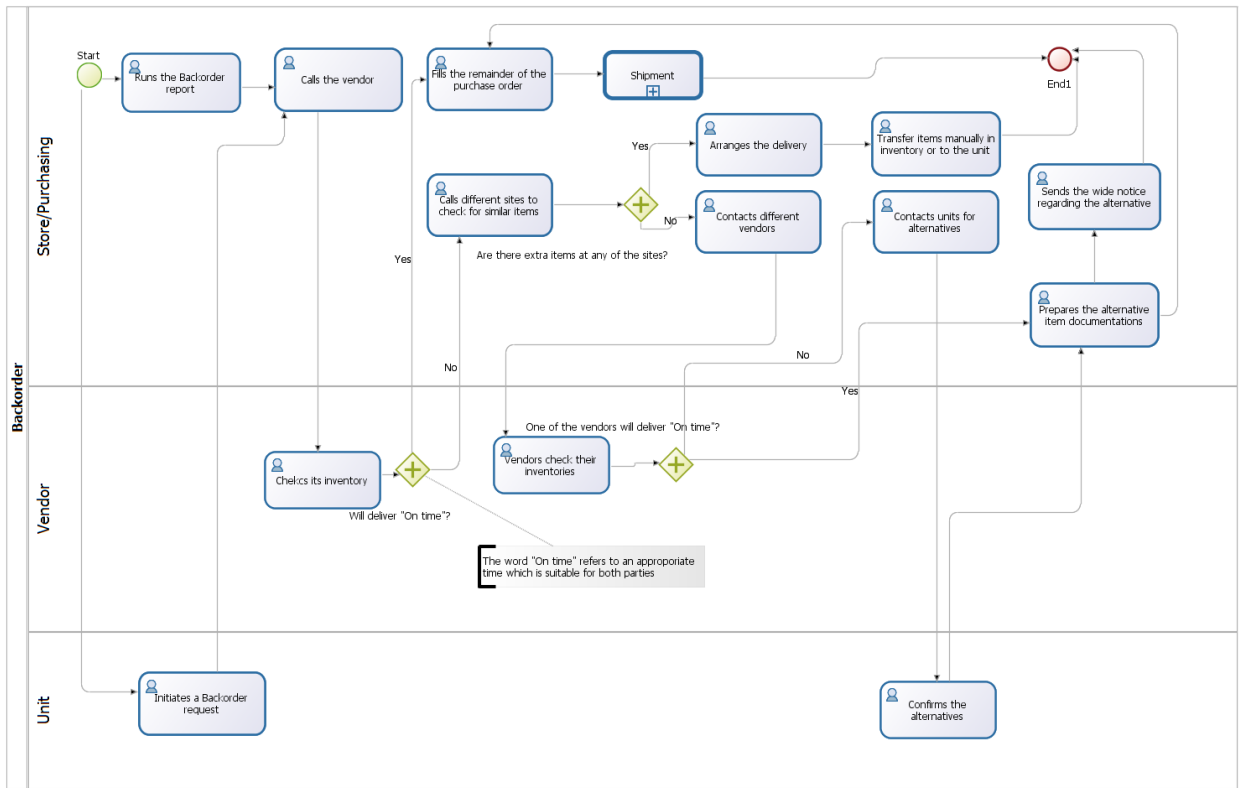 Backorder
Store/Purchasing
Start
Runs the Backorder
report
Calls the vendor
Fills the remainder of the
purchase order
Shipment
End1
Yes
Arranges the delivery
Transfer items manually in
inventory or to the unit
Calls different sites to
check for similar items
No
Contacts different
vendors
Contacts units for
alternatives
Sends the wide notice
regarding the alternative
Are there extra items at any of the sites?
Yes
Prepares the alternative
item documentations
No
No
Yes
Vendor
One of the vendors will deliver "On time"?
Chekcs its inventory
Vendors check their
inventories
Will deliver "On time"?
The word "On time" refers to an approporiate
time which is suitable for both parties
Unit
Initiates a Backorder
request
Confirms the
alternatives